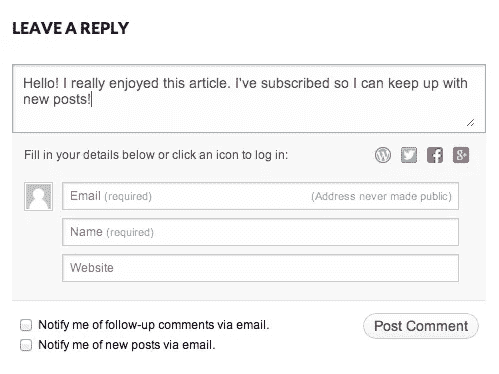 LEAVE A REPLY
Hello! I really enjoyed this article. I've subscribed so I can keep up with
new posts!
Fill in your details below or click an icon to log in:
Email (required) (Address never made public)
Name (required)
Website
Notify me of follow-up comments via email. Post Comment
Notify me of new posts via email.